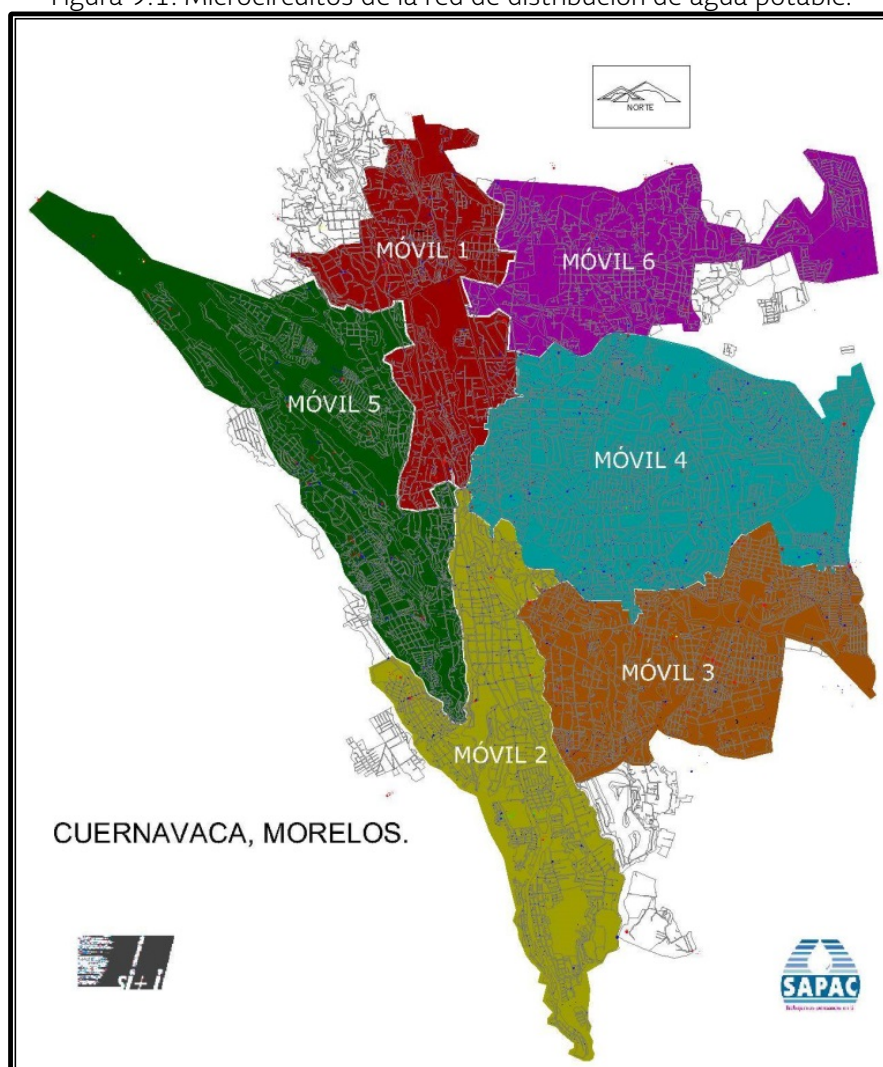 Figura 9.1. Microcircuitos de la red de distribución de agua potable.
NORTE
MÓVIL 1
MÓVIL 6
MÓVIL 5
MÓVIL 4
MÓVIL 3
MÓVIL 2
CUERNAVACA, MORELOS.
si+i
SAPAC